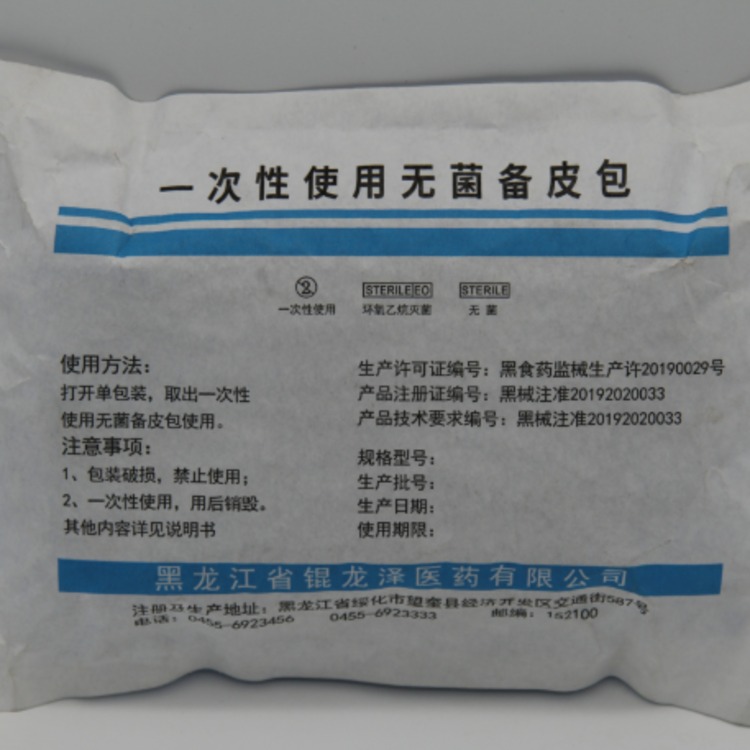 一次性使用无菌备皮包
2
STERILE EO
STERILE
一次性使用
环氧乙烷灭菌
无菌
使用方法：
打开单包装，取出一次性
使用无菌备皮包使用。
注意事项：
1、包装破损，禁止使用；
2、一次性使用，用后销毁。
其他内容详见说明书
生产许可证编号：黑食药监械生产许20190029号
产品注册证编号：黑械注准20192020033
产品技术要求编号：黑械注准20192020033
规格型号：
生产批号：
生产日期：
使用期限：
黑龙江省锟龙泽医药有限公司
注册及生产地址：黑龙江省绥化市望奎县经济开发区交通街587号
电话：0455-6923456 0455-6923333 邮编：152100